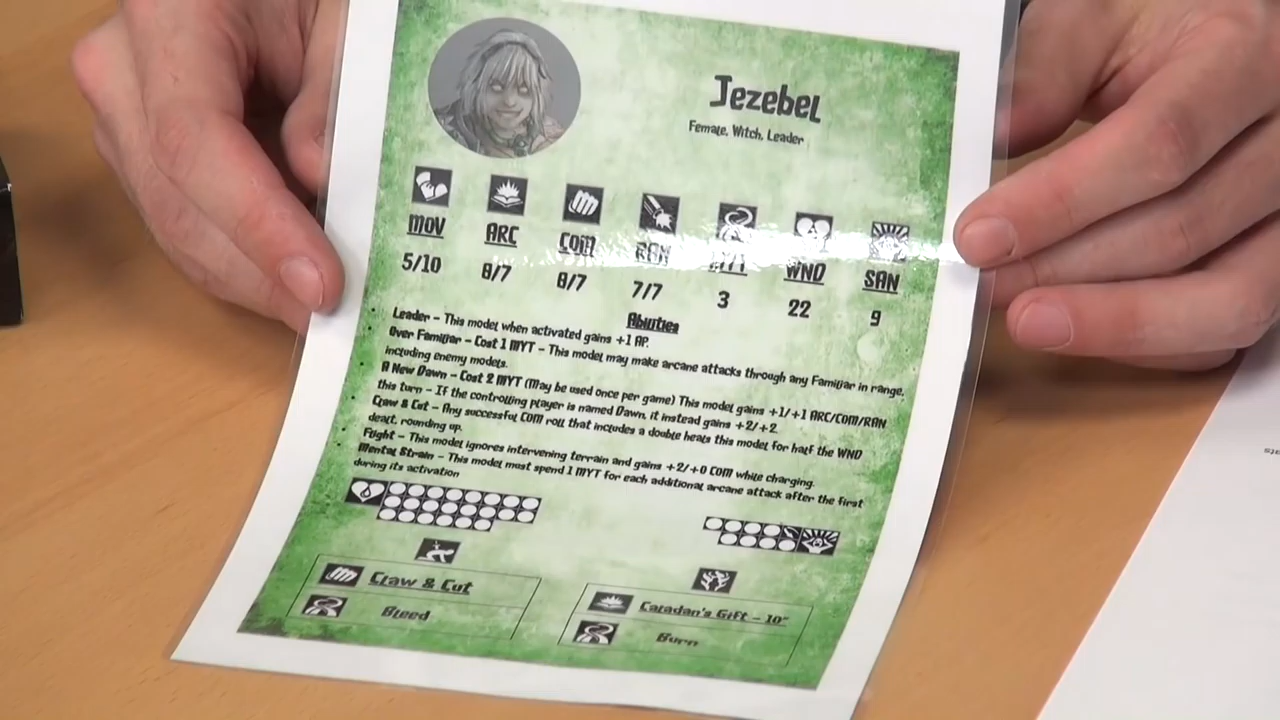 Jezebel
Female, Witch, Leader
MOV ARC COM RAN MYT WND SAN
5/10 8/7 8/7 7/7 3 22 9
Abilities
Leader – This model when activated gains +1 AP.
Over Familiar – Cost 1 MYT – This model may make arcane attacks through any Familiar in range,
including enemy models.
A New Dawn – Cost 2 MYT (May be used once per game) This model gains +1/+1 ARC/COM/RAN
this turn – If the controlling player is named Dawn, it instead gains +2/+2.
Claw & Cut – Any successful COM roll that includes a double heals this model for half the WND
dealt, rounding up.
Flight – This model ignores intervening terrain and gains +2/+0 COM while charging.
Mental Strain – This model must spend 1 MYT for each additional arcane attack after the first
during its activation
Claw & Cut
Bleed
Caradan's Gift – 10"
Burn